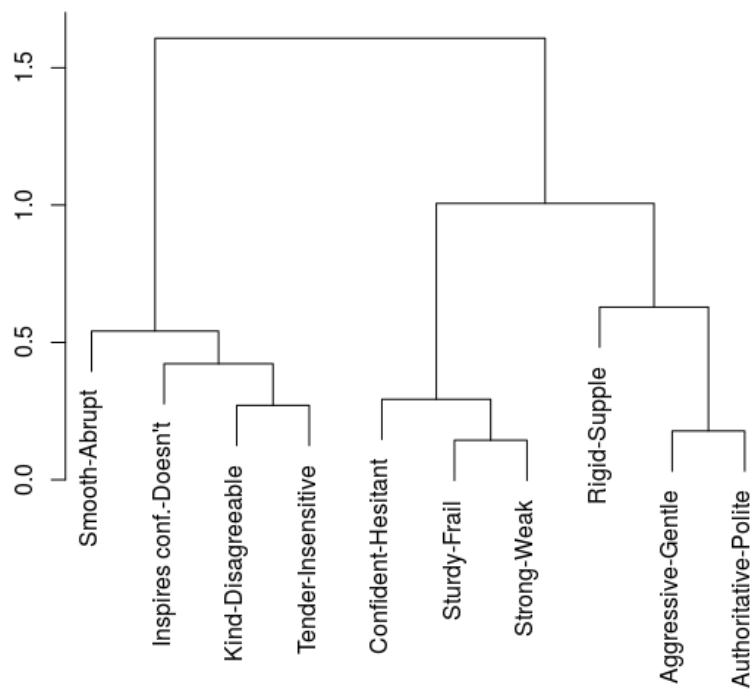 1.5
1.0
0.5
0.0
Smooth-Abrupt
Inspires conf.-Doesn't
Kind-Disagreeable
Tender-Insensitive
Confident-Hesitant
Sturdy-Frail
Strong-Weak
Rigid-Supple
Aggressive-Gentle
Authoritative-Polite